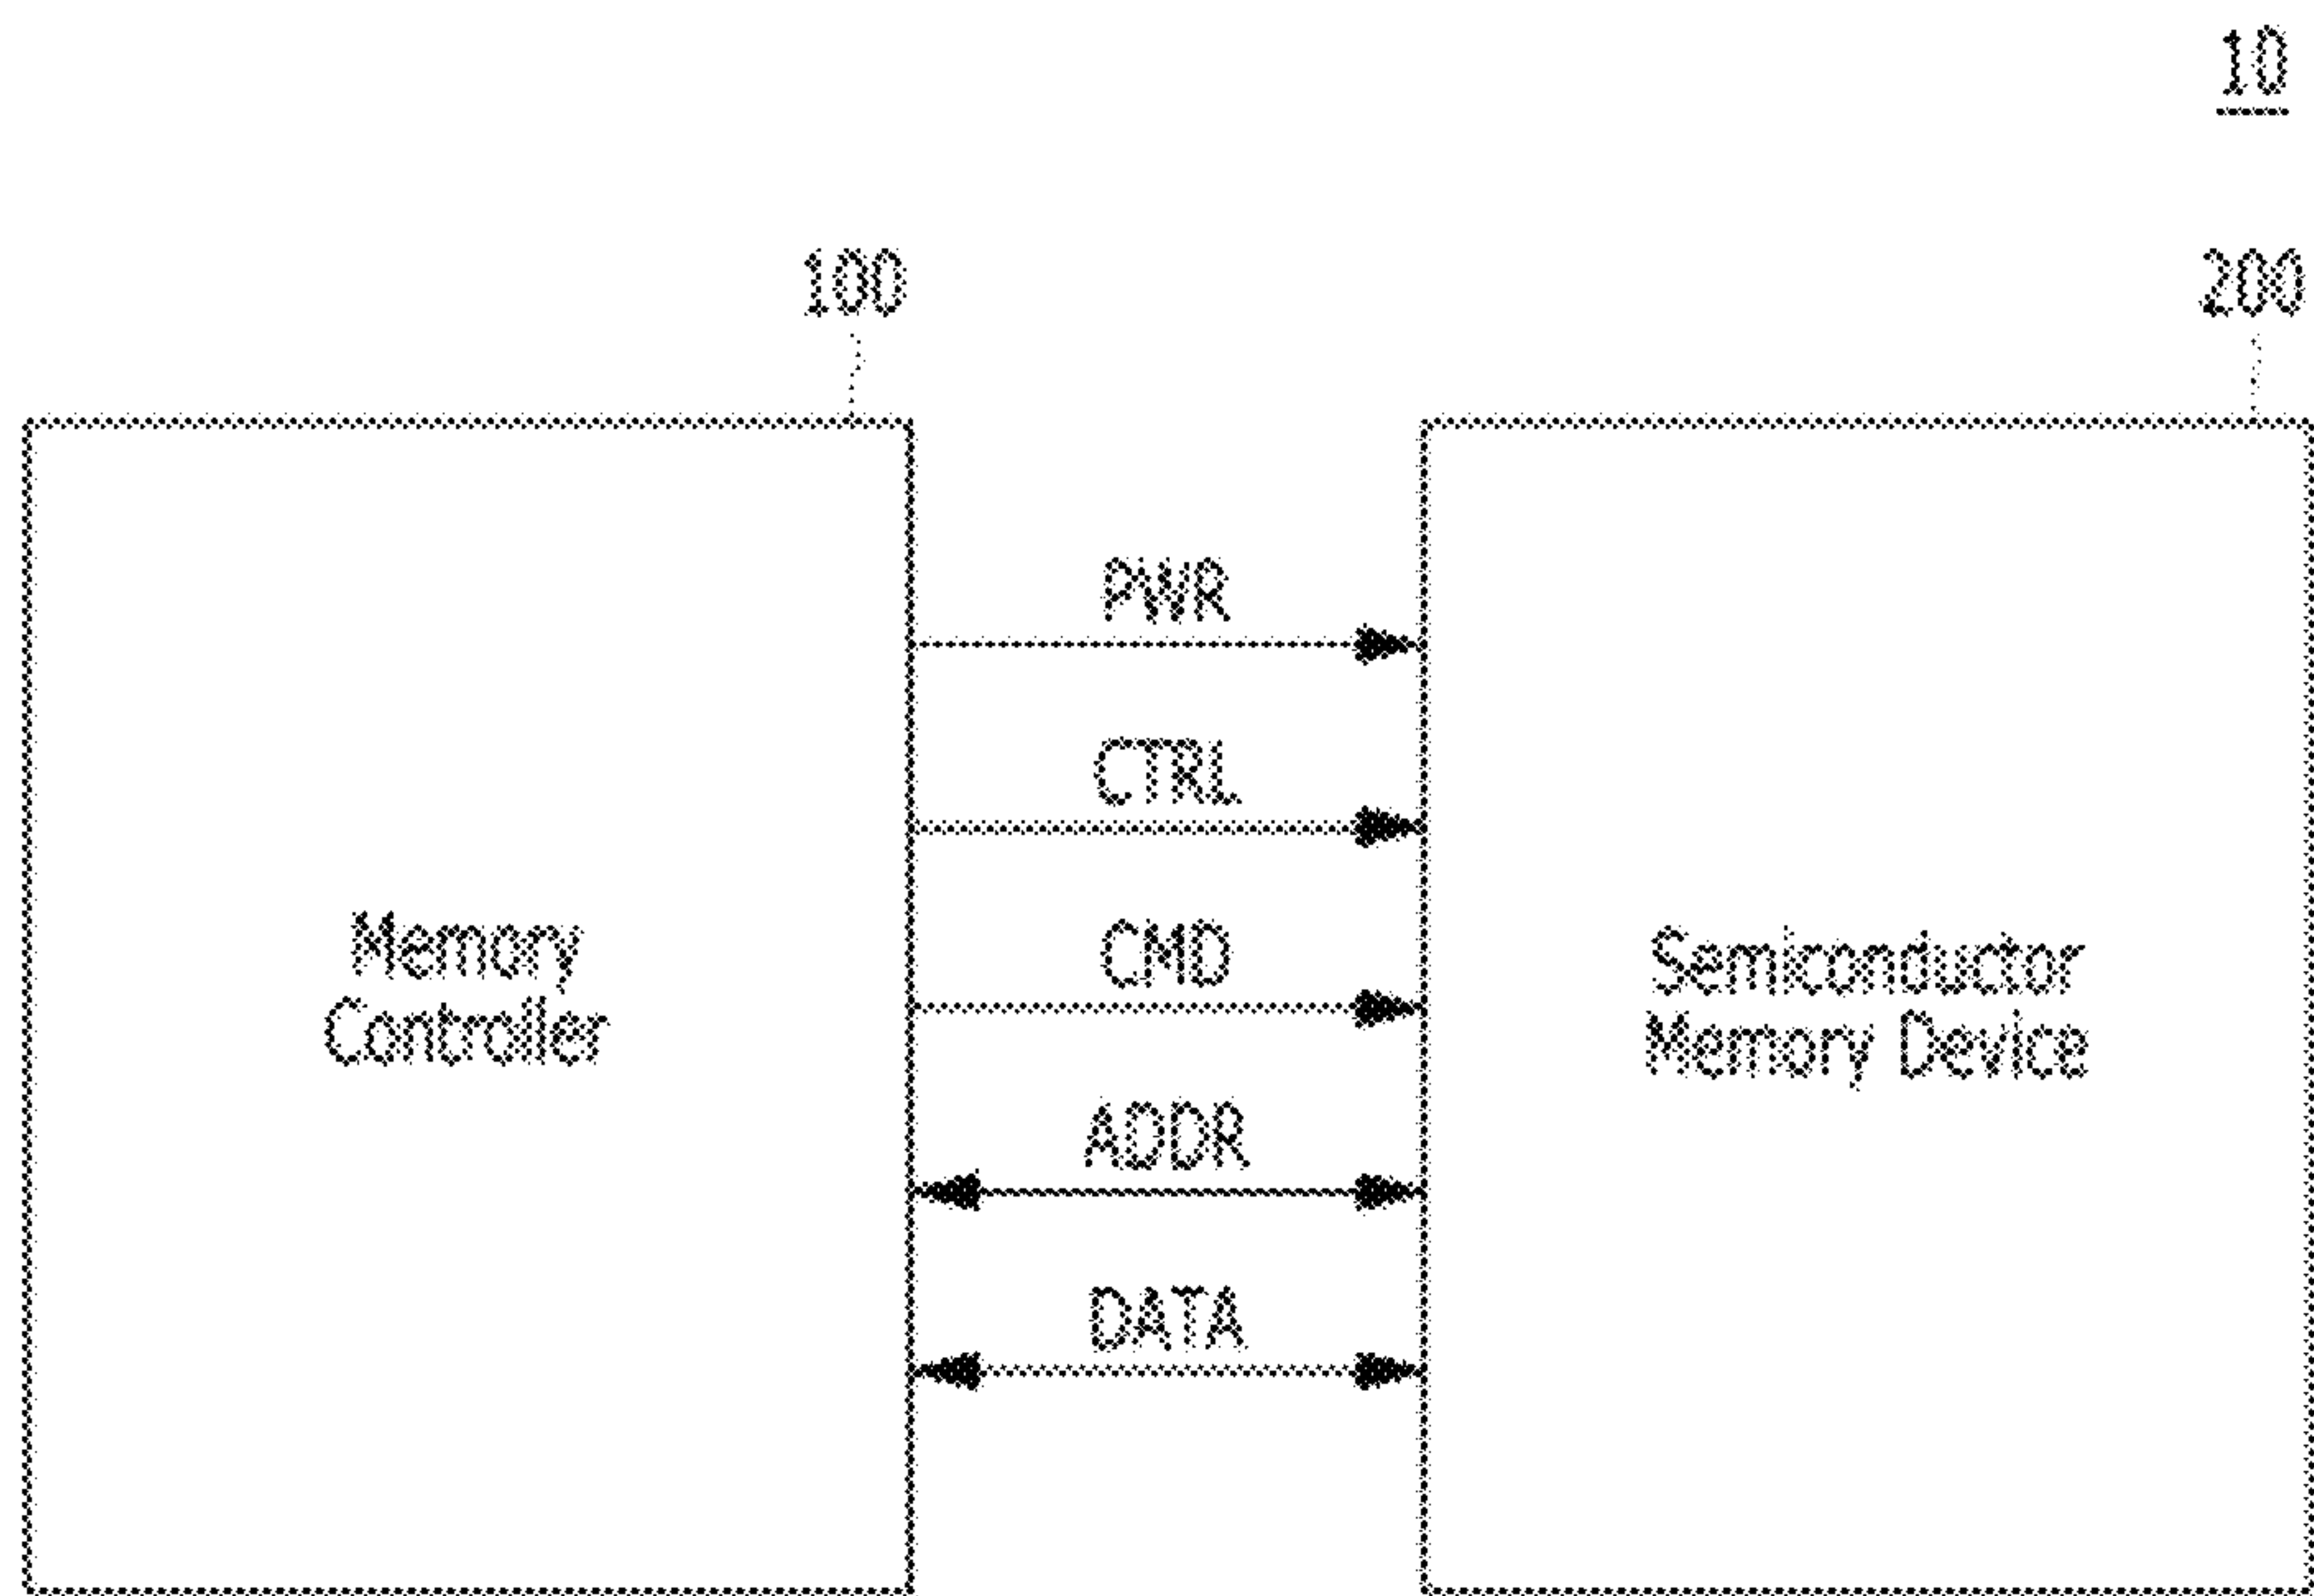 10
100
200
PWR
CTRL
CMD
ADDR
DATA
Memory
Controller
Semiconductor
Memory Device